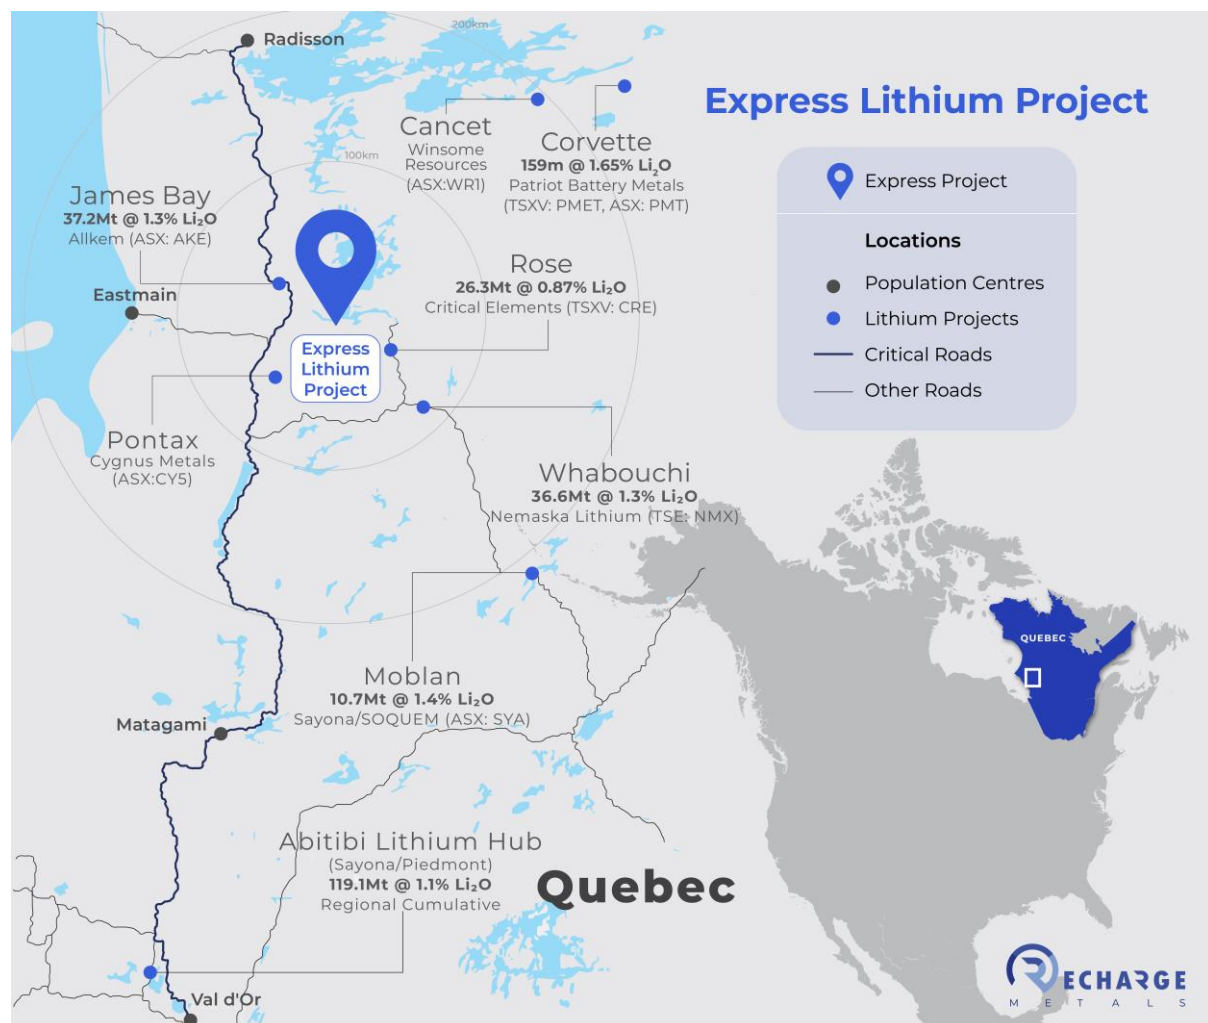 200km
Radisson
Express Lithium Project
Cancet
Winsome
Resources
(ASX:WR1)
Corvette
159m @ 1.65% Li₂O
Patriot Battery Metals
(TSXV: PMET, ASX: PMT)
100km
James Bay
37.2Mt @ 1.3% Li₂O
Allkem (ASX: AKE)
Express Project
Locations
Population Centres
Lithium Projects
Critical Roads
Other Roads
Rose
26.3Mt @ 0.87% Li₂O
Critical Elements (TSXV: CRE)
Eastmain
Express
Lithium
Project
Pontax
Cygnus Metals
(ASX:CY5)
Whabouchi
36.6Mt @ 1.3% Li₂O
Nemaska Lithium (TSE: NMX)
QUEBEC
Moblan
10.7Mt @ 1.4% Li₂O
Sayona/SOQUEM (ASX: SYA)
Matagami
Abitibi Lithium Hub
(Sayona/Piedmont)
119.1Mt @ 1.1% Li₂O
Regional Cumulative
Quebec
Val d'Or
RECHARGE
METALS